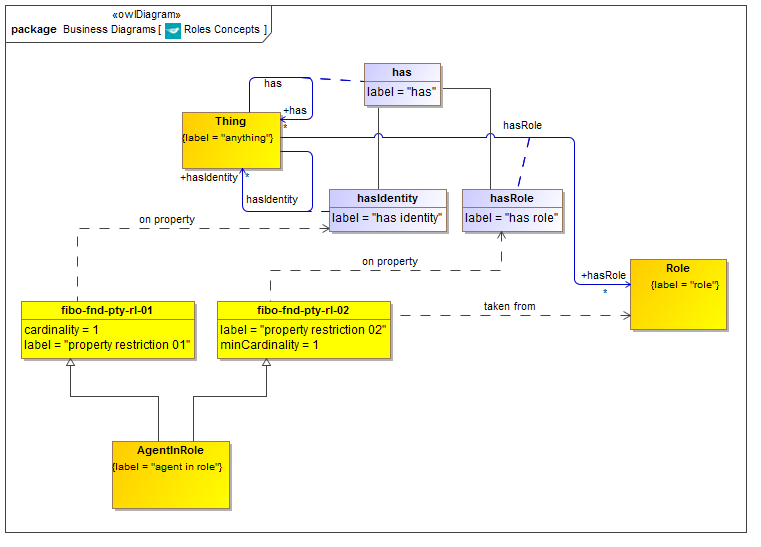 «owlDiagram»
package Business Diagrams [ Roles Concepts ]
has
label = "has"
has
+has
*
Thing
{label = "anything"}
hasRole
+hasIdentity
*
hasIdentity
hasIdentity
label = "has identity"
hasRole
label = "has role"
on property
on property
Role
{label = "role"}
+hasRole
*
taken from
fibo-fnd-pty-rl-01
cardinality = 1
label = "property restriction 01"
fibo-fnd-pty-rl-02
label = "property restriction 02"
minCardinality = 1
AgentInRole
{label = "agent in role"}